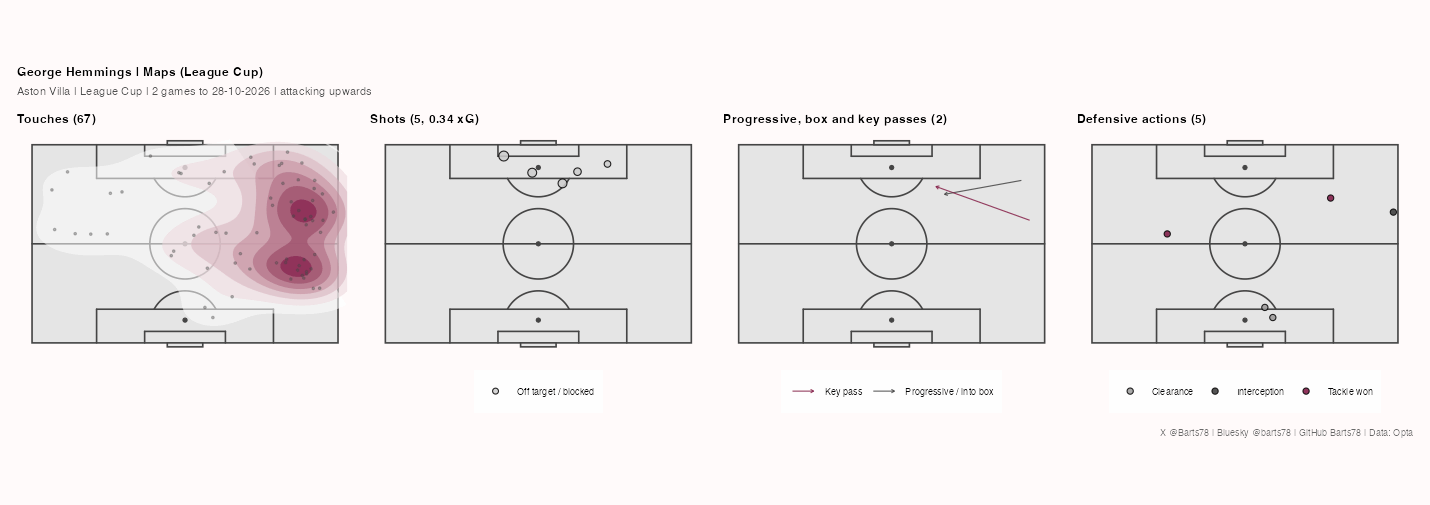 George Hemmings | Maps (League Cup)
Aston Villa | League Cup | 2 games to 28-10-2026 | attacking upwards
Touches (67)
Shots (5, 0.34 xG)
Progressive, box and key passes (2)
Defensive actions (5)
Off target / blocked
Key pass
Progressive / into box
Clearance
Interception
Tackle won
X @Barts78 | Bluesky @barts78 | GitHub Barts78 | Data: Opta